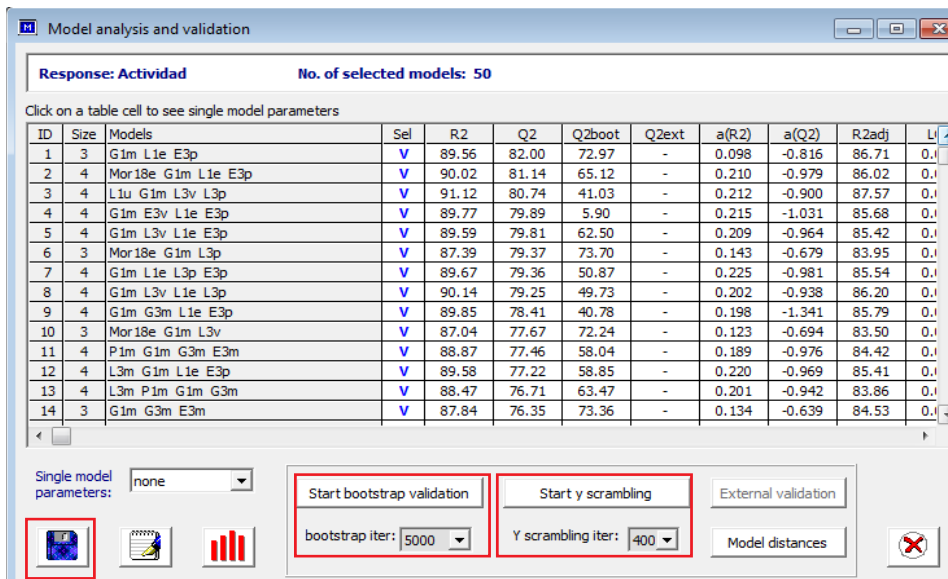 Model analysis and validation
Response: Actividad No. of selected models: 50
Click on a table cell to see single model parameters
ID Size Models Sel R2 Q2 Q2boot Q2ext a(R2) a(Q2) R2adj
1 3 G1m L1e E3p V 89.56 82.00 72.97 - 0.098 -0.816 86.71
2 4 Mor18e G1m L1e E3p V 90.02 81.14 65.12 - 0.210 -0.979 86.02
3 4 L1u G1m L3v L3p V 91.12 80.74 41.03 - 0.212 -0.900 87.57
4 4 G1m E3v L1e E3p V 89.77 79.89 5.90 - 0.215 -1.031 85.68
5 4 G1m L3v L1e E3p V 89.59 79.81 62.50 - 0.209 -0.964 85.42
6 3 Mor18e G1m L3p V 87.39 79.37 73.70 - 0.143 -0.679 83.95
7 4 G1m L1e L3p E3p V 89.67 79.36 50.87 - 0.225 -0.981 85.54
8 4 G1m L3v L1e L3p V 90.14 79.25 49.73 - 0.202 -0.938 86.20
9 4 G1m G3m L1e E3p V 89.85 78.41 40.78 - 0.198 -1.341 85.79
10 3 Mor18e G1m L3v V 87.04 77.67 72.24 - 0.123 -0.694 83.50
11 4 P1m G1m G3m E3m V 88.87 77.46 58.04 - 0.189 -0.976 84.42
12 4 L3m G1m L1e E3p V 89.58 77.22 58.85 - 0.220 -0.969 85.41
13 4 L3m P1m G1m G3m V 88.47 76.71 63.47 - 0.201 -0.942 83.86
14 3 G1m G3m E3m V 87.84 76.35 73.36 - 0.134 -0.639 84.53
Single model
parameters: none
Start bootstrap validation Start y scrambling External validation
bootstrap iter: 5000 Y scrambling iter: 400 Model distances